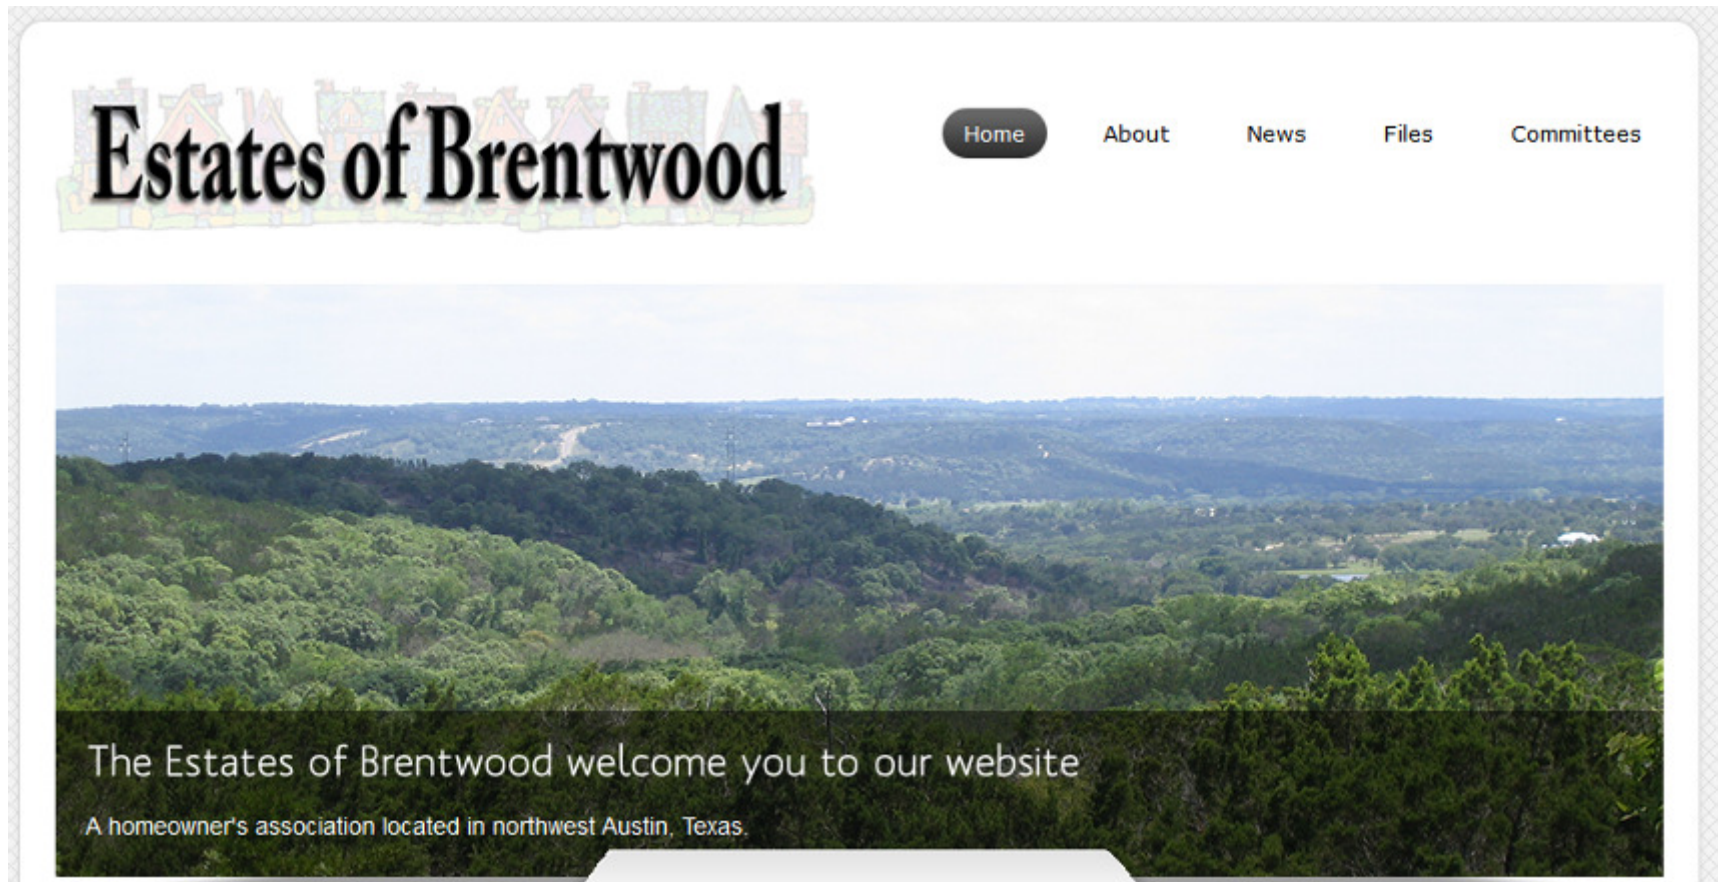 Estates of Brentwood
Home About News Files Committees
The Estates of Brentwood welcome you to our website
A homeowner's association located in northwest Austin, Texas.